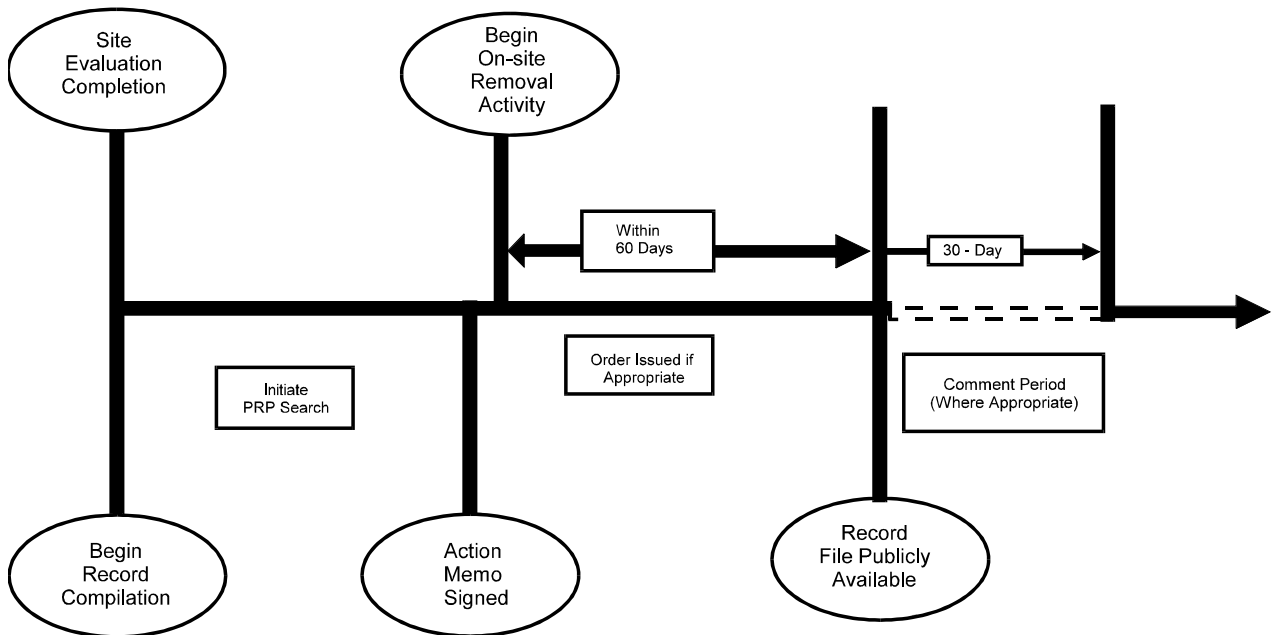 Site
Evaluation
Completion
Begin
On-site
Removal
Activity
Within
60 Days
30 - Day
Initiate
PRP Search
Order Issued if
Appropriate
Comment Period
(Where Appropriate)
Begin
Record
Compilation
Action
Memo
Signed
Record
File Publicly
Available